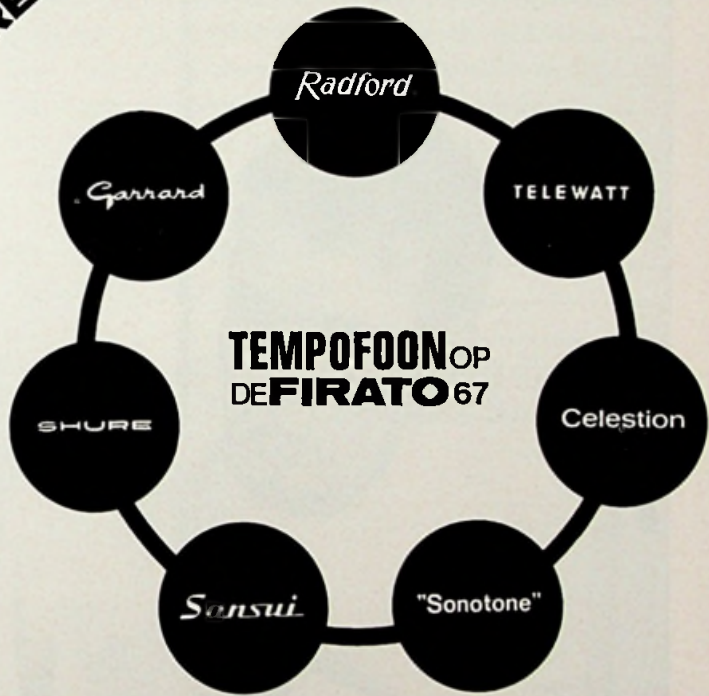 Radford
Garrard
TELEWATT
TEMPOFOON OP
DE FIRATO 67
SHURE
Celestion
Sansui
"Sonotone"